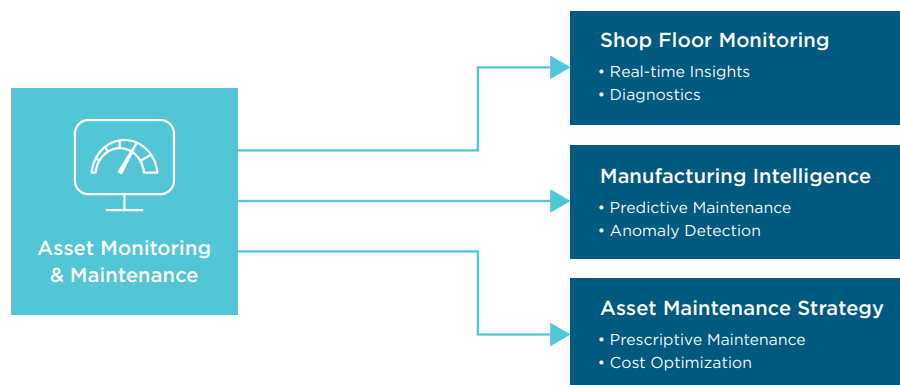 Asset Monitoring
& Maintenance
Shop Floor Monitoring
• Real-time Insights
• Diagnostics
Manufacturing Intelligence
• Predictive Maintenance
• Anomaly Detection
Asset Maintenance Strategy
• Prescriptive Maintenance
• Cost Optimization